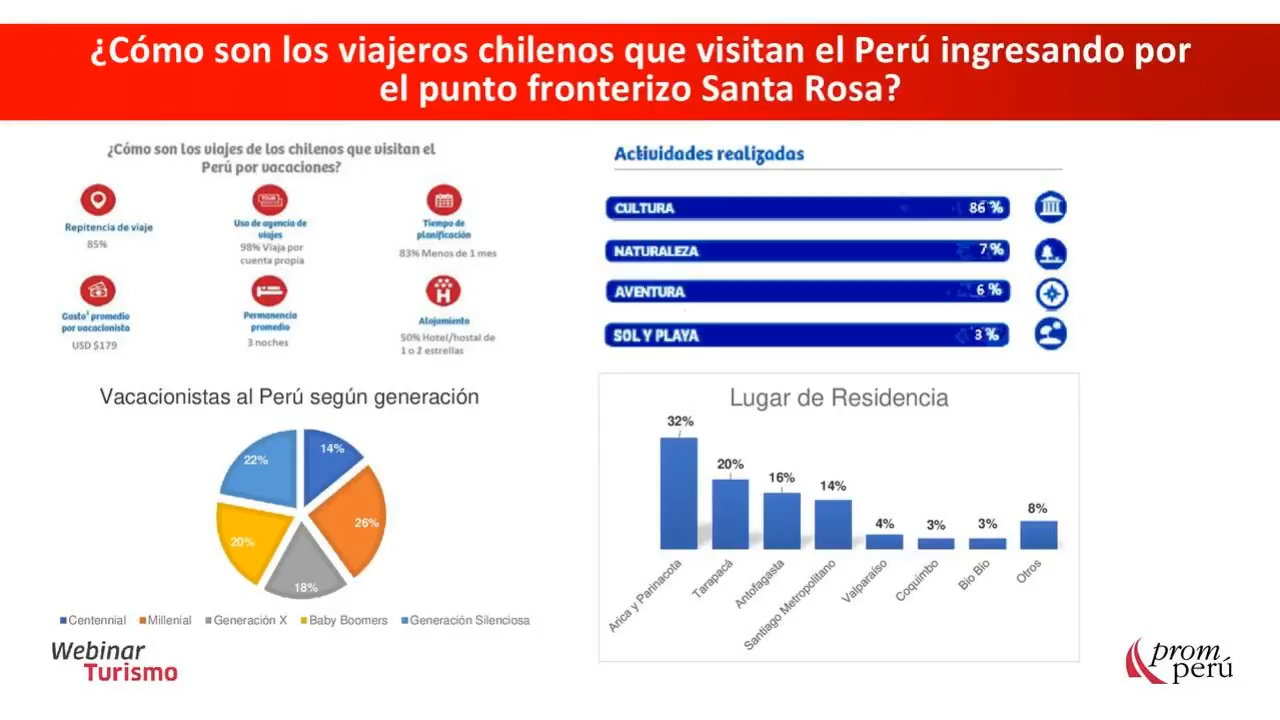 ¿Cómo son los viajeros chilenos que visitan el Perú ingresando por
el punto fronterizo Santa Rosa?
¿Cómo son los viajes de los chilenos que visitan el
Perú por vacaciones?
Repitencia de viaje
85%
Uso de agencia de
viajes
98% Viaja por
cuenta propia
Tiempo de
planificación
83% Menos de 1 mes
Gasto¹ promedio
por vacacionista
USD $179
Permanencia
promedio
3 noches
Alojamiento
50% Hotel/hostal de
1 o 2 estrellas
Actividades realizadas
CULTURA 86 %
NATURALEZA 7 %
AVENTURA 6 %
SOL Y PLAYA 3 %
Vacacionistas al Perú según generación
14%
26%
18%
20%
22%
Centennial Millenial Generación X Baby Boomers Generación Silenciosa
Lugar de Residencia
32%
20%
16%
14%
4%
3%
3%
8%
Arica y Parinacota
Tarapacá
Antofagasta
Santiago Metropolitano
Valparaíso
Coquimbo
Bio Bio
Otros
Webinar
Turismo
prom
perú